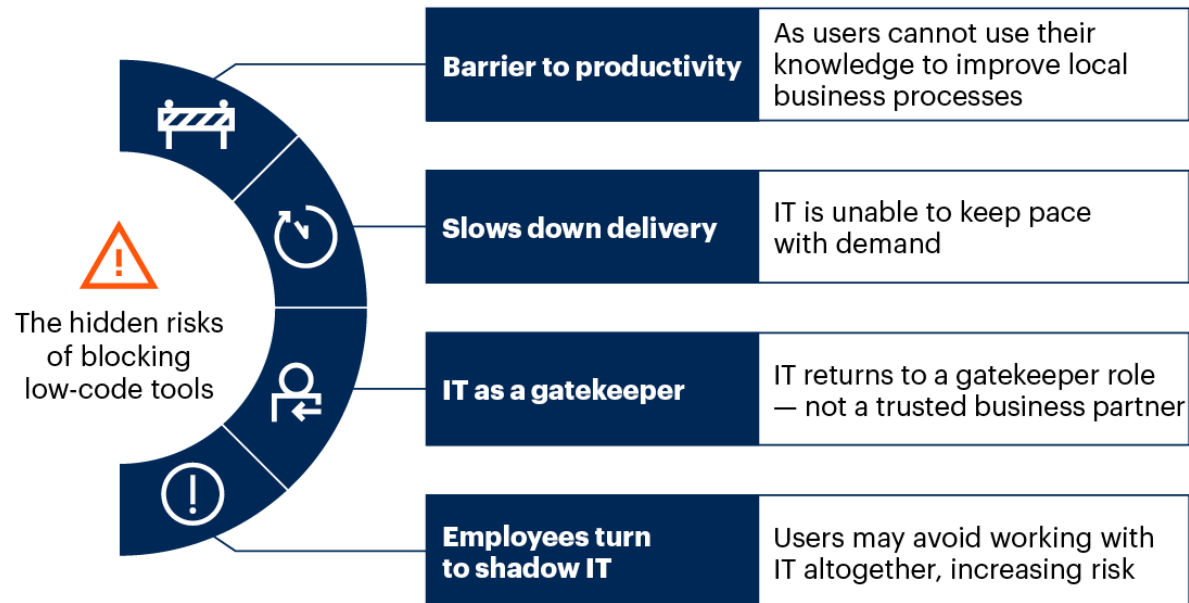 The hidden risks
of blocking
low-code tools
Barrier to productivity
As users cannot use their
knowledge to improve local
business processes
Slows down delivery
IT is unable to keep pace
with demand
IT as a gatekeeper
IT returns to a gatekeeper role
— not a trusted business partner
Employees turn
to shadow IT
Users may avoid working with
IT altogether, increasing risk